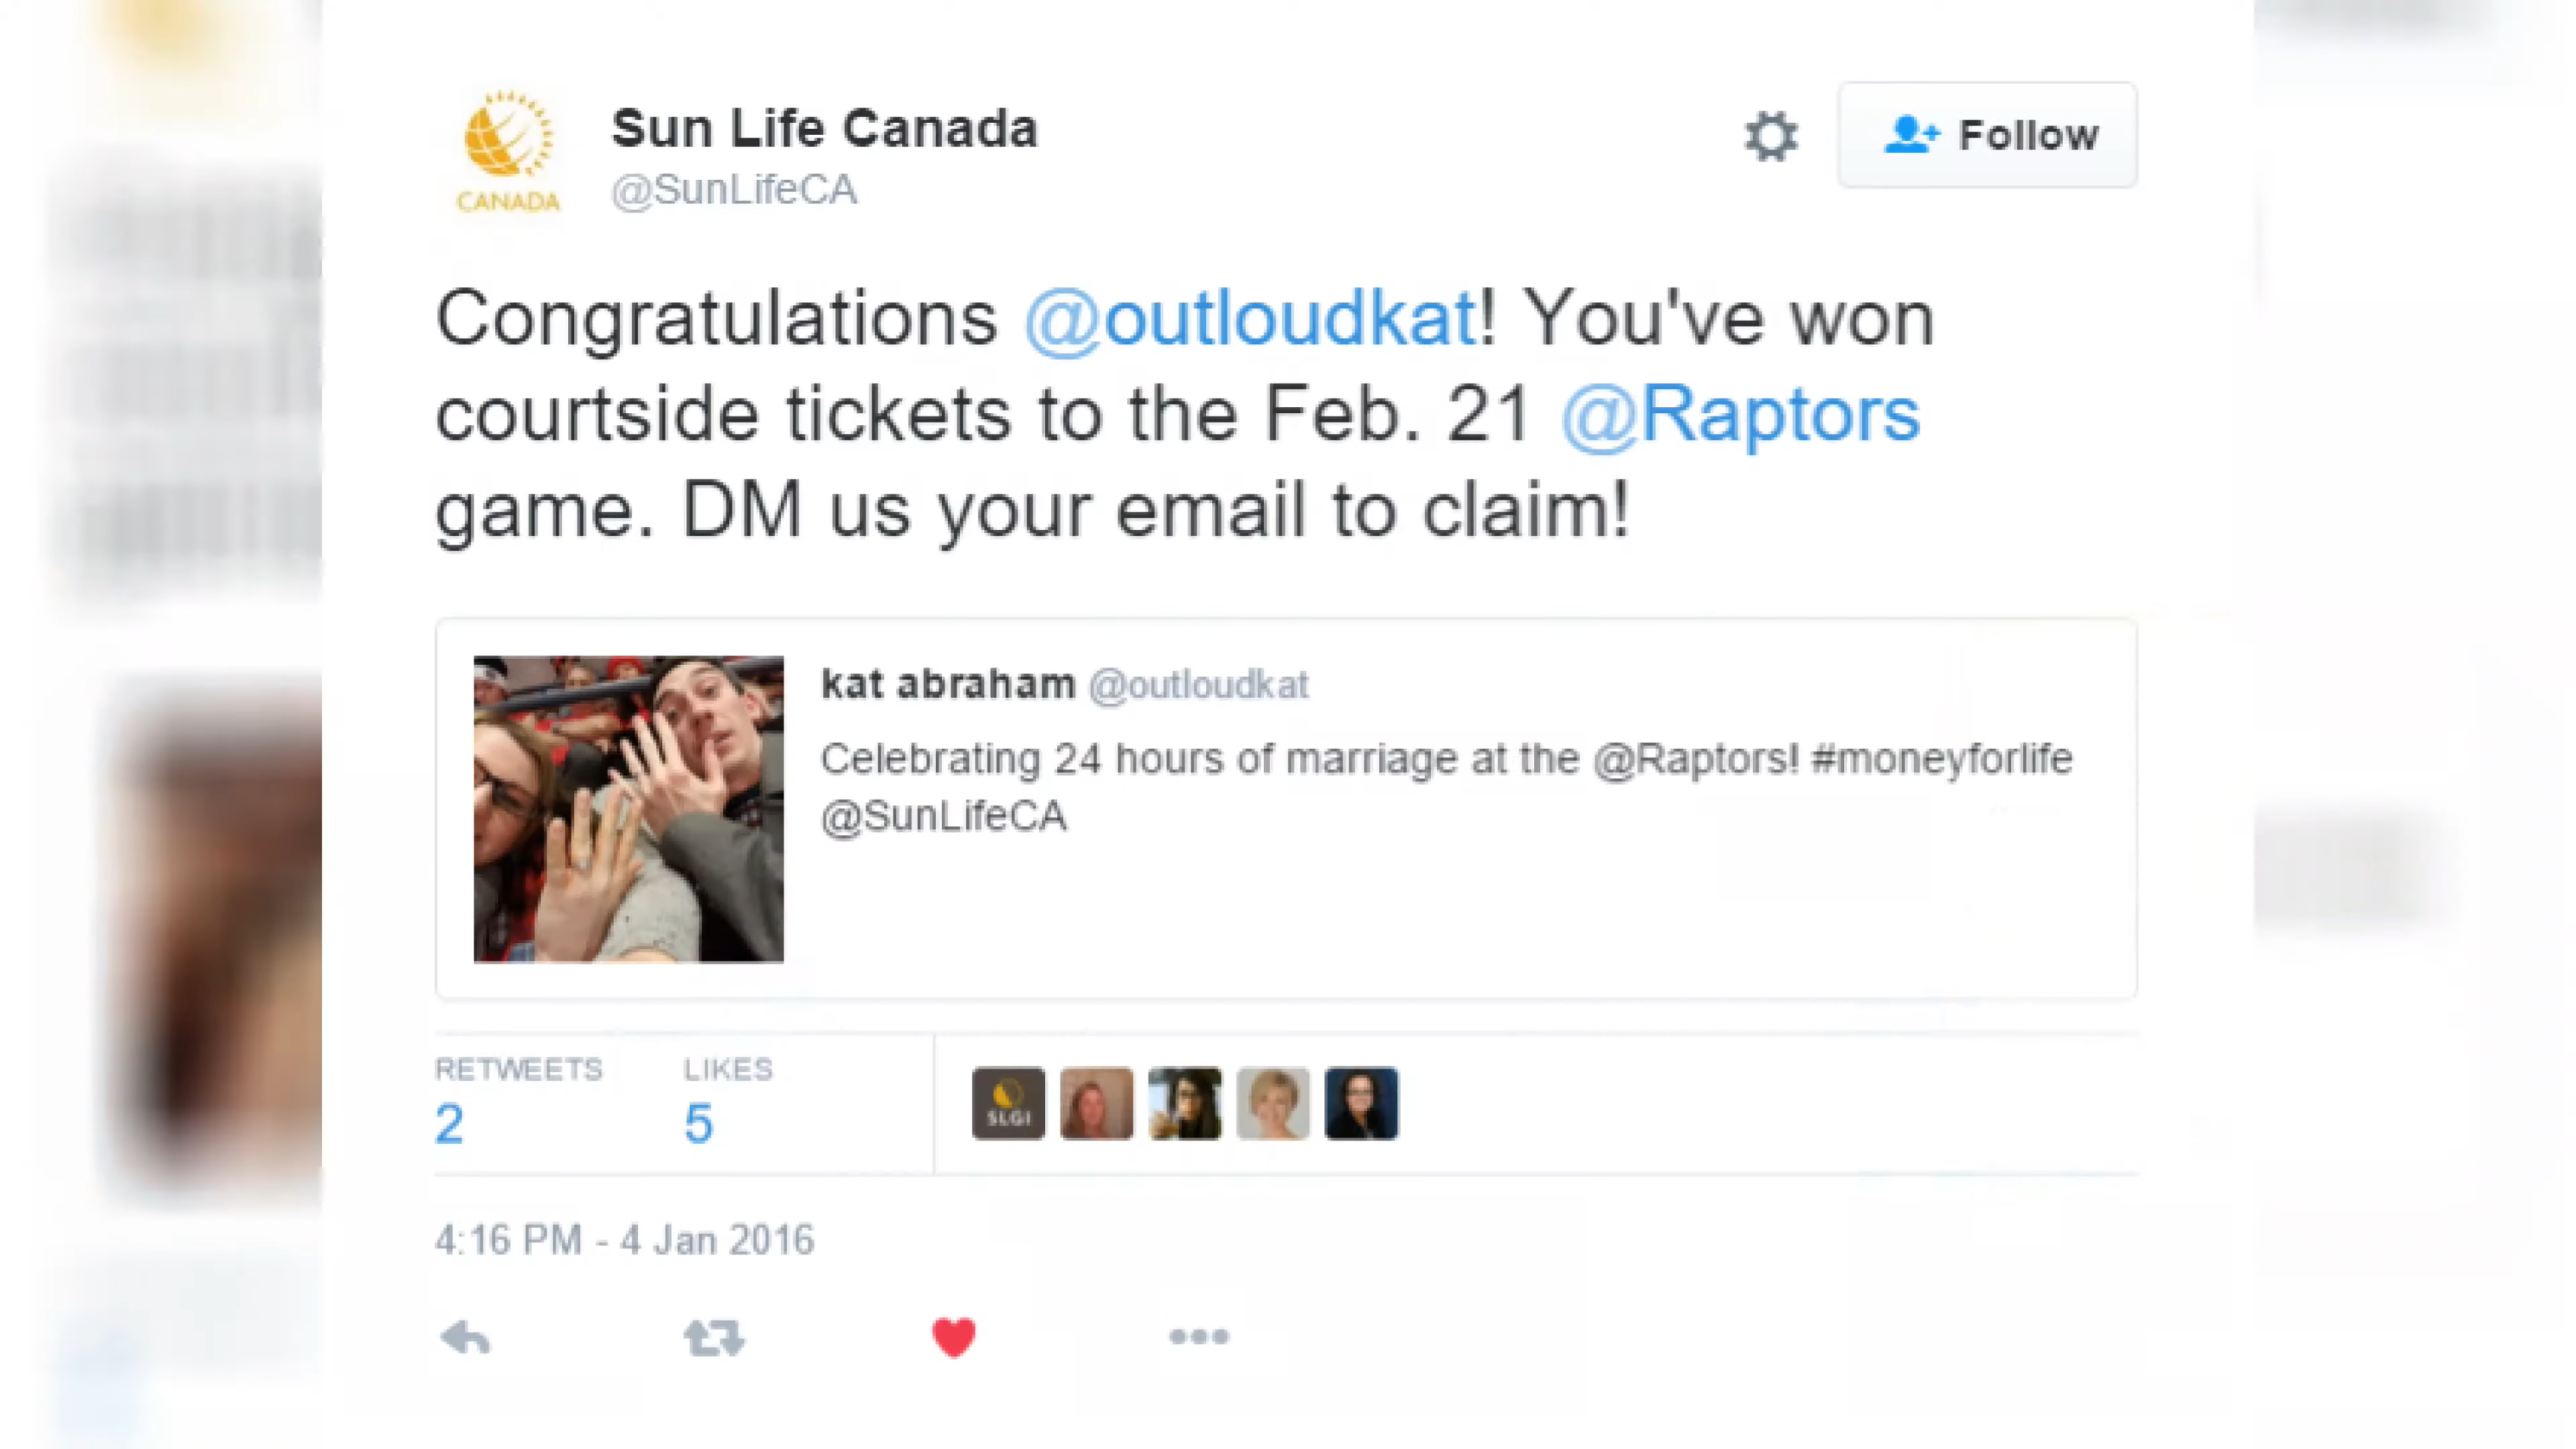 Sun Life Canada
@SunLifeCA
CANADA
Follow
Congratulations @outloudkat! You've won
courtside tickets to the Feb. 21 @Raptors
game. DM us your email to claim!
kat abraham @outloudkat
Celebrating 24 hours of marriage at the @Raptors! #moneyforlife
@SunLifeCA
RETWEETS LIKES
2 5
SLGI
4:16 PM - 4 Jan 2016